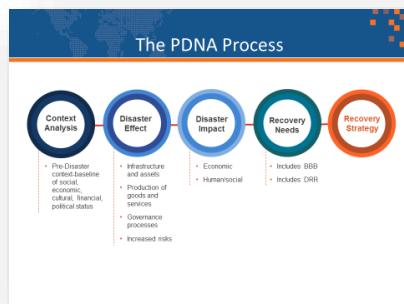 The PDNA Process
Context
Analysis
Disaster
Effect
Disaster
Impact
Recovery
Needs
Recovery
Strategy
• Pre-Disaster
context-baseline
of social,
economic,
cultural, financial,
political status
• Infrastructure
and assets
• Production of
goods and
services
• Governance
processes
• Increased risks
• Economic
• Human/social
• Includes BBB
• Includes DRR